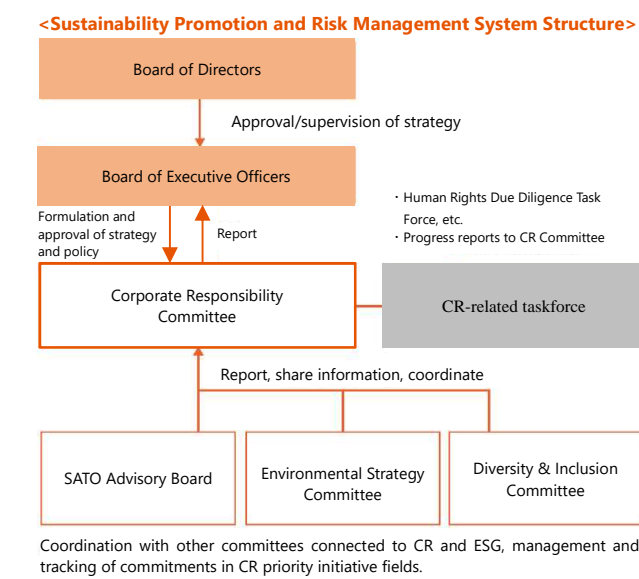 <Sustainability Promotion and Risk Management System Structure>
Board of Directors
Approval/supervision of strategy
Board of Executive Officers
・Human Rights Due Diligence Task
Force, etc.
・Progress reports to CR Committee
Formulation and
approval of strategy
and policy
Report
Corporate Responsibility
Committee
CR-related taskforce
Report, share information, coordinate
SATO Advisory Board
Environmental Strategy
Committee
Diversity & Inclusion
Committee
Coordination with other committees connected to CR and ESG, management and
tracking of commitments in CR priority initiative fields.